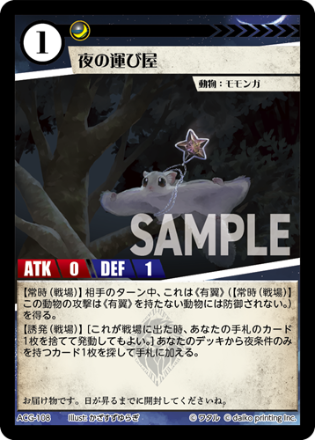 1
夜の運び屋
動物：モモンガ
SAMPLE
ATK 0 DEF 1
【常時（戦場）】相手のターン中、これは《有翼》（【常時（戦場）】
この動物の攻撃は《有翼》を持たない動物には防御されない。）
を得る。
【誘発（戦場）】[これが戦場に出た時、あなたの手札のカード
1枚を捨てて発動してもよい。]あなたのデッキから夜条件のみ
を持つカード1枚を探して手札に加える。
お届け物です。日が昇るまでに開封してくださいね。
ACG-108 Illust: かさすずゆらぎ © ワタル © daiko printing inc.